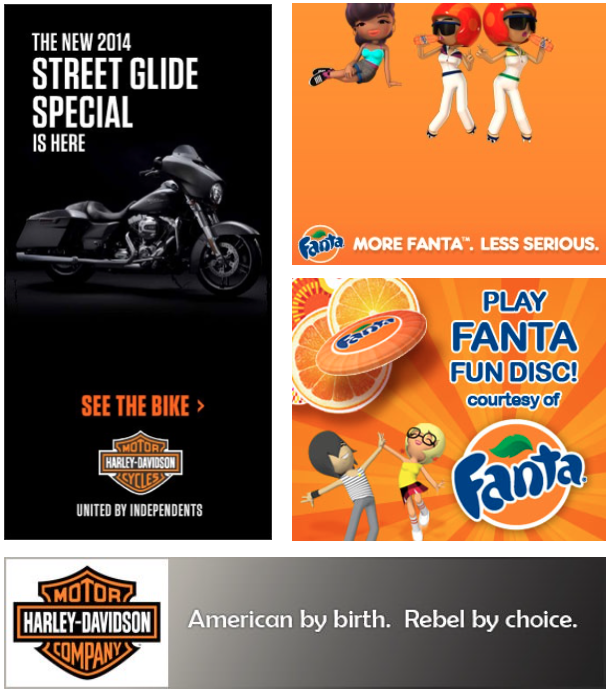 THE NEW 2014
STREET GLIDE
SPECIAL
IS HERE
SEE THE BIKE >
MOTOR
HARLEY-DAVIDSON
CYCLES
UNITED BY INDEPENDENTS
Fanta MORE FANTA™. LESS SERIOUS.
Fanta
PLAY
FANTA
FUN DISC!
courtesy of
Fanta
MOTOR
HARLEY-DAVIDSON
COMPANY
American by birth. Rebel by choice.